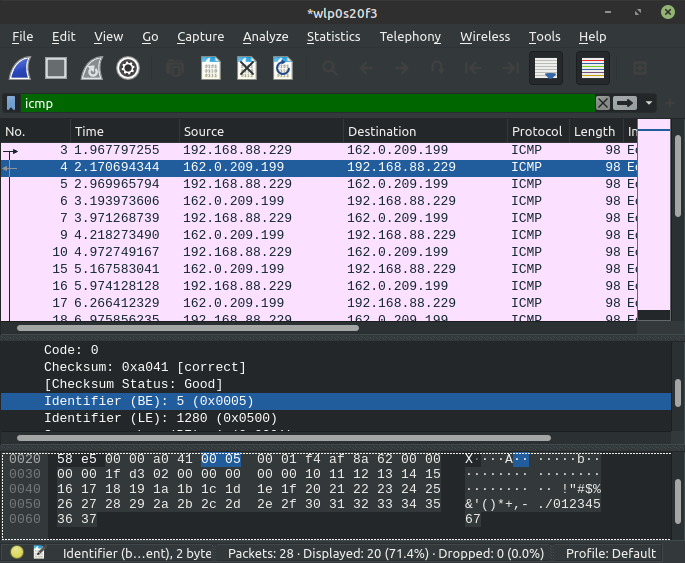 *wlp0s20f3
File Edit View Go Capture Analyze Statistics Telephony Wireless Tools Help
icmp
No. Time Source Destination Protocol Length
3 1.967797255 192.168.88.229 162.0.209.199 ICMP 98
4 2.170694344 162.0.209.199 192.168.88.229 ICMP 98
5 2.969965794 192.168.88.229 162.0.209.199 ICMP 98
6 3.193973606 162.0.209.199 192.168.88.229 ICMP 98
7 3.971268739 192.168.88.229 162.0.209.199 ICMP 98
9 4.218273490 162.0.209.199 192.168.88.229 ICMP 98
10 4.972749167 192.168.88.229 162.0.209.199 ICMP 98
15 5.167583041 162.0.209.199 192.168.88.229 ICMP 98
16 5.974128128 192.168.88.229 162.0.209.199 ICMP 98
17 6.266412329 162.0.209.199 192.168.88.229 ICMP 98
18 6.975856235 192.168.88.229 162.0.209.199 ICMP 98
Code: 0
Checksum: 0xa041 [correct]
[Checksum Status: Good]
Identifier (BE): 5 (0x0005)
Identifier (LE): 1280 (0x0500)
0020 58 e5 00 00 a0 41 00 05 00 01 f4 af 8a 62 00 00 X····A·· ·····b··
0030 00 00 1f d3 02 00 00 00 00 00 10 11 12 13 14 15 ········ ········
0040 16 17 18 19 1a 1b 1c 1d 1e 1f 20 21 22 23 24 25 ········ ·· !"#$%
0050 26 27 28 29 2a 2b 2c 2d 2e 2f 30 31 32 33 34 35 &'()*+,- ./012345
0060 36 37 67
Identifier (b…ent), 2 byte Packets: 28 · Displayed: 20 (71.4%) · Dropped: 0 (0.0%) Profile: Default